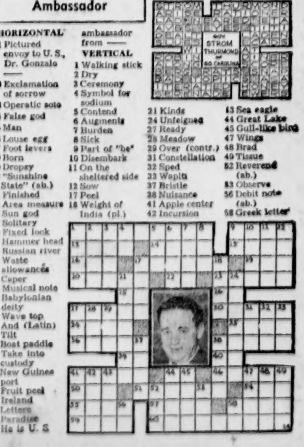 Ambassador
HORIZONTAL
Pictured
envoy to U.S.,
Dr. Gonzalo
Exclamation
of sorrow
Operatic solo
False god
Man
Louse egg
Foot levers
Born
Dropsy
"Sunshine
State" (ab.)
Finished
Area measure
Sun god
Solitary
Fixed look
Hammer head
Russian river
Waste
allowances
Caper
Musical note
Babylonian
deity
Wave top
And (Latin)
Tilt
Boat paddle
Take into
custody
New Guinea
port
Fruit peel
Ireland
Letters
Paradise
He is U. S.
ambassador
from
VERTICAL
1 Walking stick
2 Dry
3 Ceremony
4 Symbol for
sodium
5 Contend
6 Augments
7 Burden
8 Sick
9 Part of "be"
10 Disembark
11 On the
sheltered side
12 Sow
17 Peel
18 Weight of
India (pl.)
21 Kinds
24 Unfeigned
27 Ready
28 Meadow
29 Over (contr.)
31 Constellation
32 Sped
33 Wapiti
37 Bristle
38 Nuisance
41 Apple center
42 Incursion
43 Sea eagle
44 Great Lake
45 Gull-like bird
47 Wings
48 Brad
49 Tissue
52 Reverend
(ab.)
53 Observe
56 Debit note
(ab.)
58 Greek letter
STROM
THURMOND
SO. CAROLINA